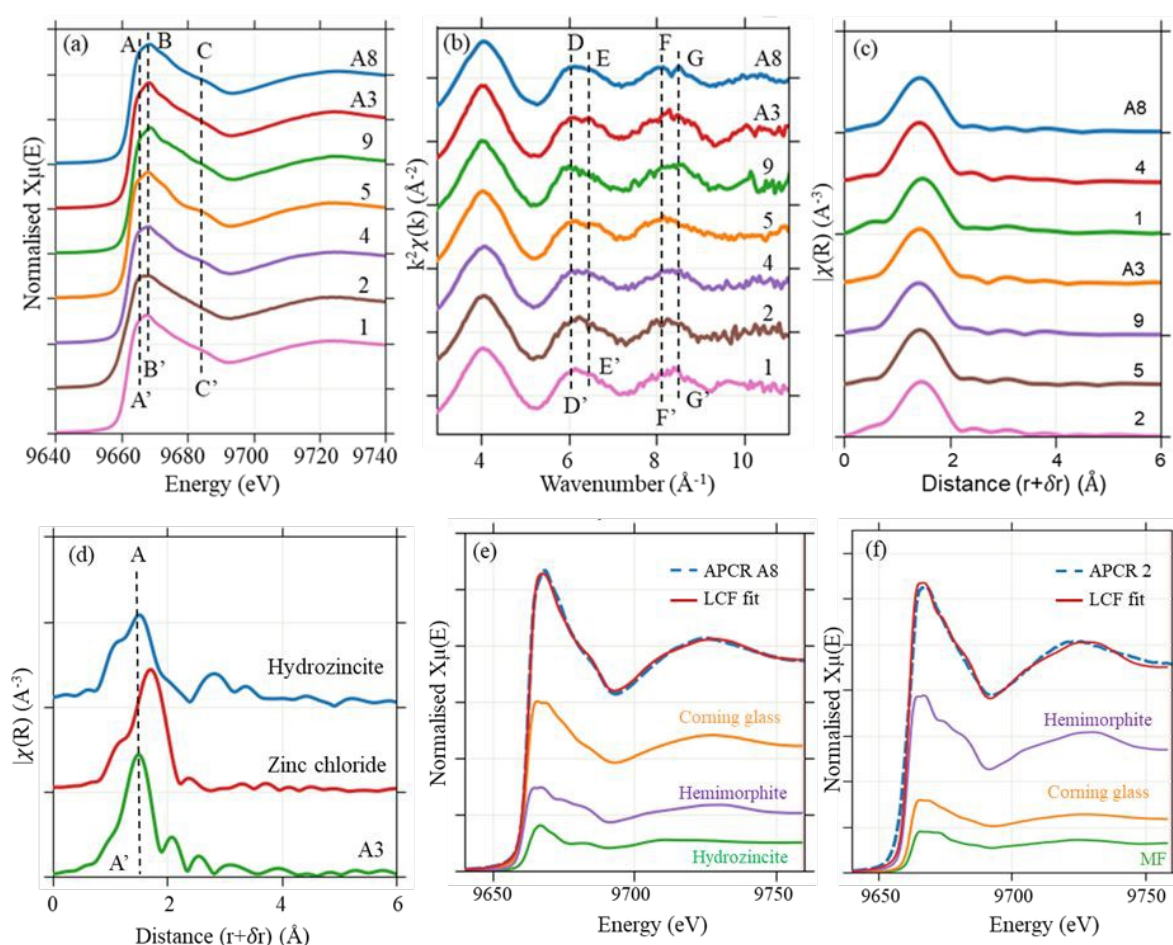 (a)
A
B
C
A8
A3
9
5
4
2
1
A'
B'
C'
Normalised Xμ(E)
9640 9660 9680 9700 9720 9740
Energy (eV)
(b)
D
E
F
G
A8
A3
9
5
4
2
1
D'
E'
F'
G'
k²χ(k) (Å⁻²)
4 6 8 10
Wavenumber (Å⁻¹)
(c)
A8
4
1
A3
9
5
2
|χ(R) (A⁻³)
0 2 4 6
Distance (r+δr) (Å)
(d)
A
Hydrozincite
Zinc chloride
A3
A'
|χ(R) (A⁻³)
0 2 4 6
Distance (r+δr) (Å)
(e)
APCR A8
LCF fit
Corning glass
Hemimorphite
Hydrozincite
Normalised Xμ(E)
9650 9700 9750
Energy (eV)
(f)
APCR 2
LCF fit
Hemimorphite
Corning glass
MF
Normalised Xμ(E)
9650 9700 9750
Energy (eV)